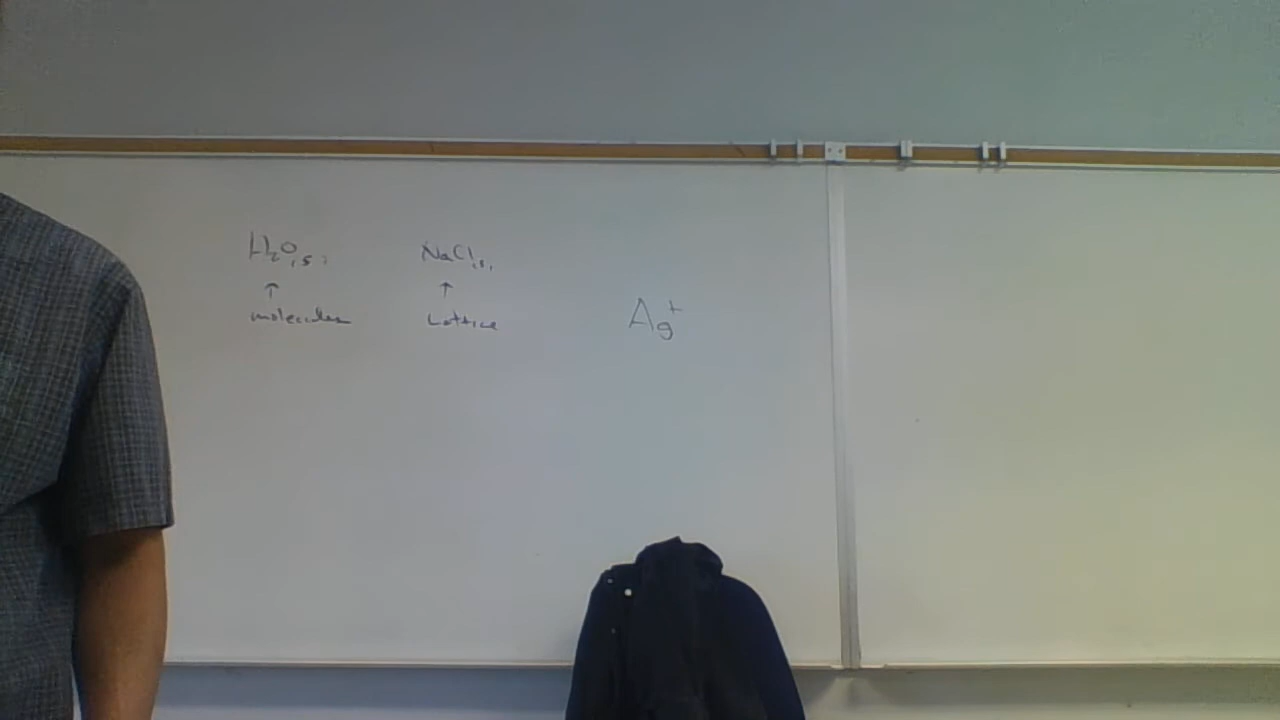 H₂O(s) NaCl(s)
↑ ↑
molecules Lattice
Ag⁺